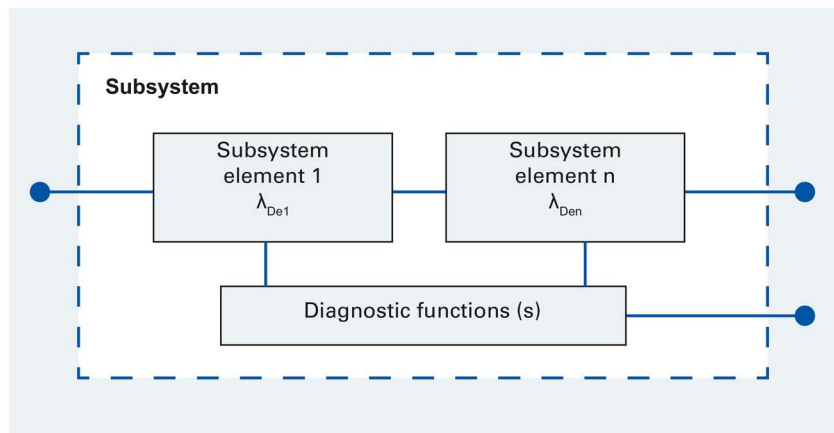 Subsystem
Subsystem
element 1
λDe1
Subsystem
element n
λDen
Diagnostic functions (s)